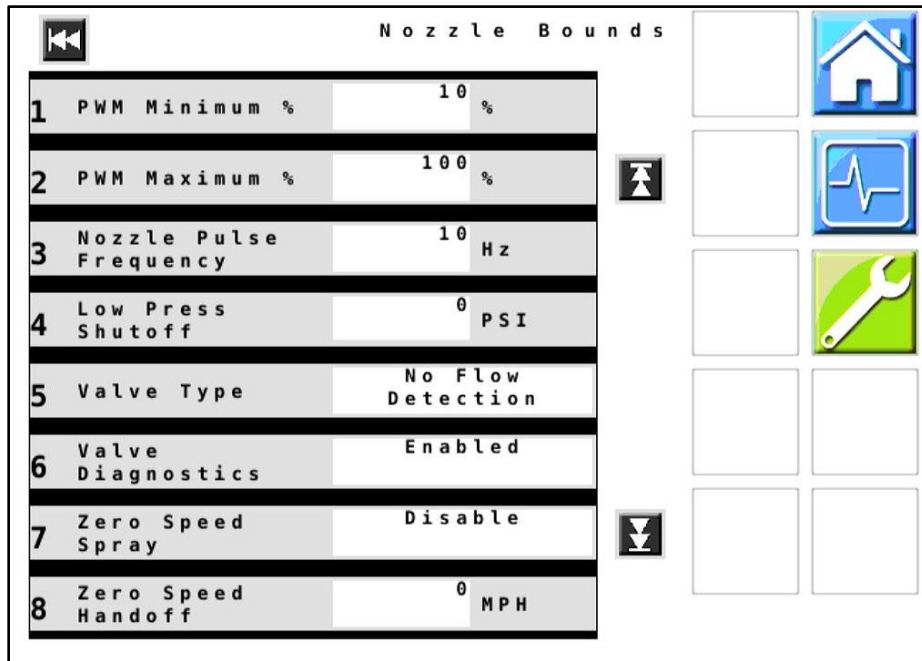 Nozzle Bounds
1 PWM Minimum % 10 %
2 PWM Maximum % 100 %
3 Nozzle Pulse Frequency 10 Hz
4 Low Press Shutoff 0 PSI
5 Valve Type No Flow Detection
6 Valve Diagnostics Enabled
7 Zero Speed Spray Disable
8 Zero Speed Handoff 0 MPH